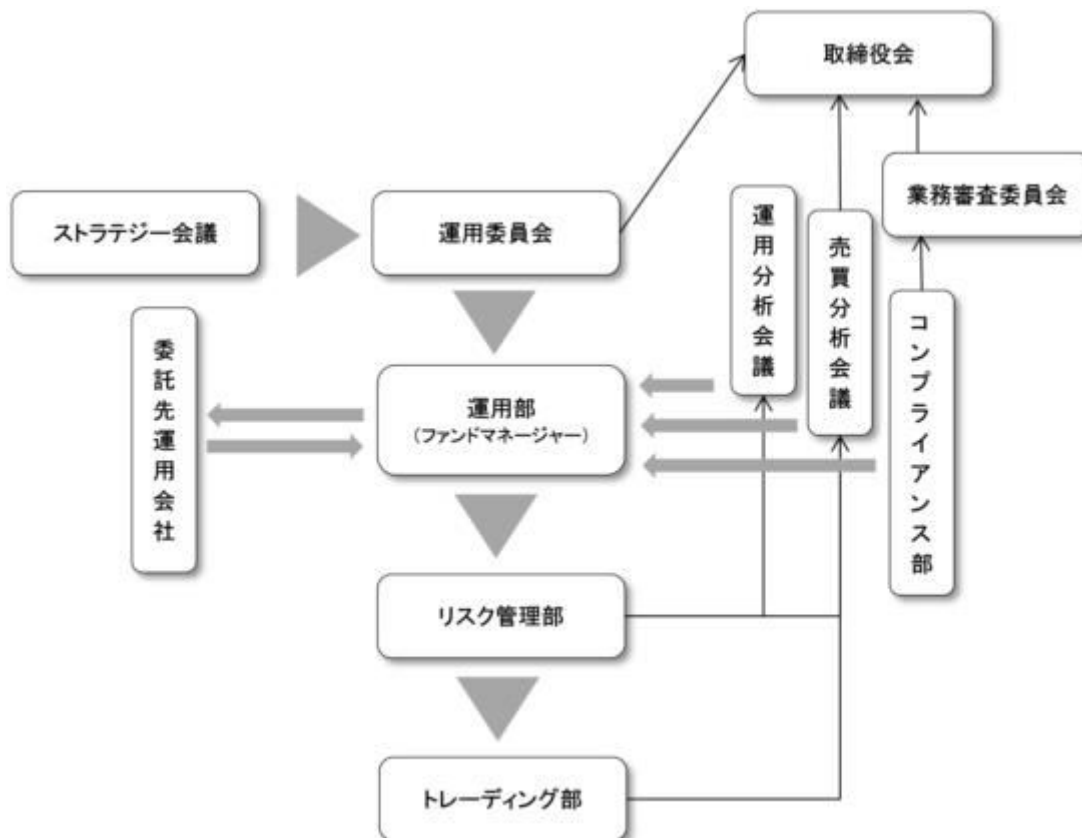 取締役会
業務審査委員会
ストラテジー会議
運用委員会
運用分析会議
売買分析会議
コンプライアンス部
委託先運用会社
運用部
(ファンドマネージャー)
リスク管理部
トレーディング部